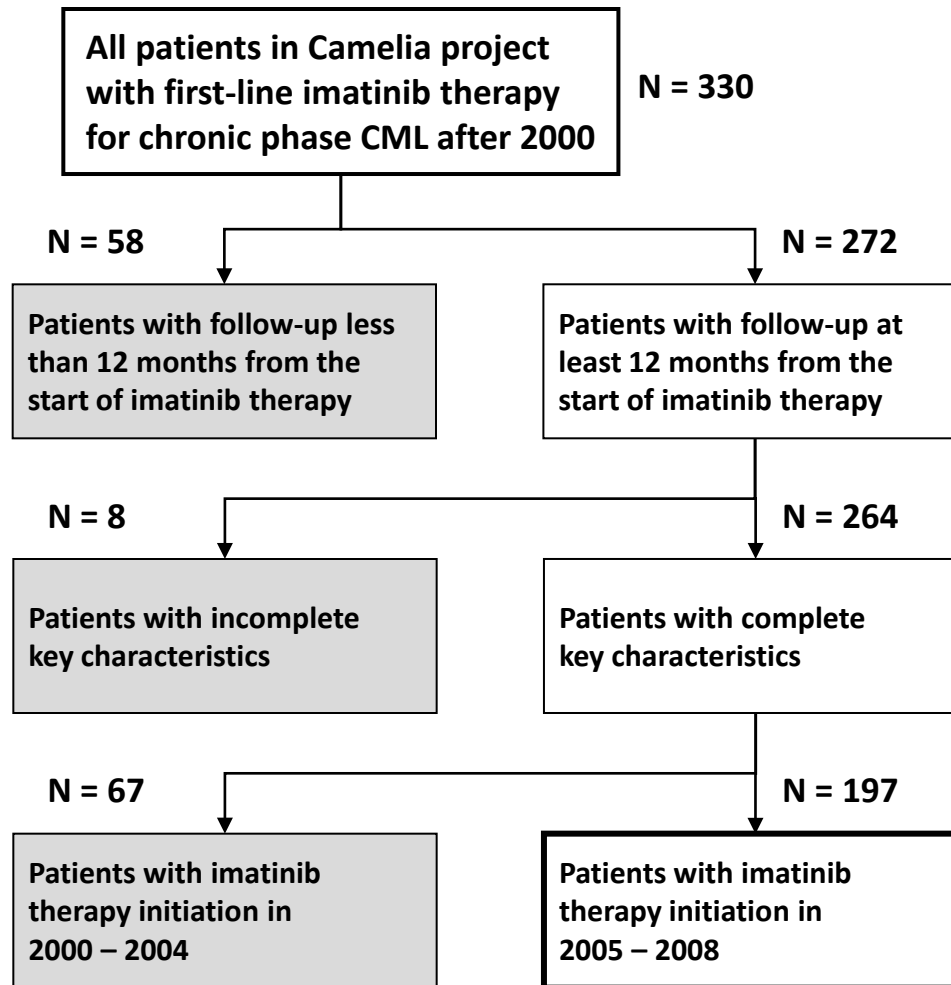 All patients in Camelia project
with first-line imatinib therapy
for chronic phase CML after 2000
N = 330
N = 58
N = 272
Patients with follow-up less
than 12 months from the
start of imatinib therapy
Patients with follow-up at
least 12 months from the
start of imatinib therapy
N = 8
N = 264
Patients with incomplete
key characteristics
Patients with complete
key characteristics
N = 67
N = 197
Patients with imatinib
therapy initiation in
2000 – 2004
Patients with imatinib
therapy initiation in
2005 – 2008